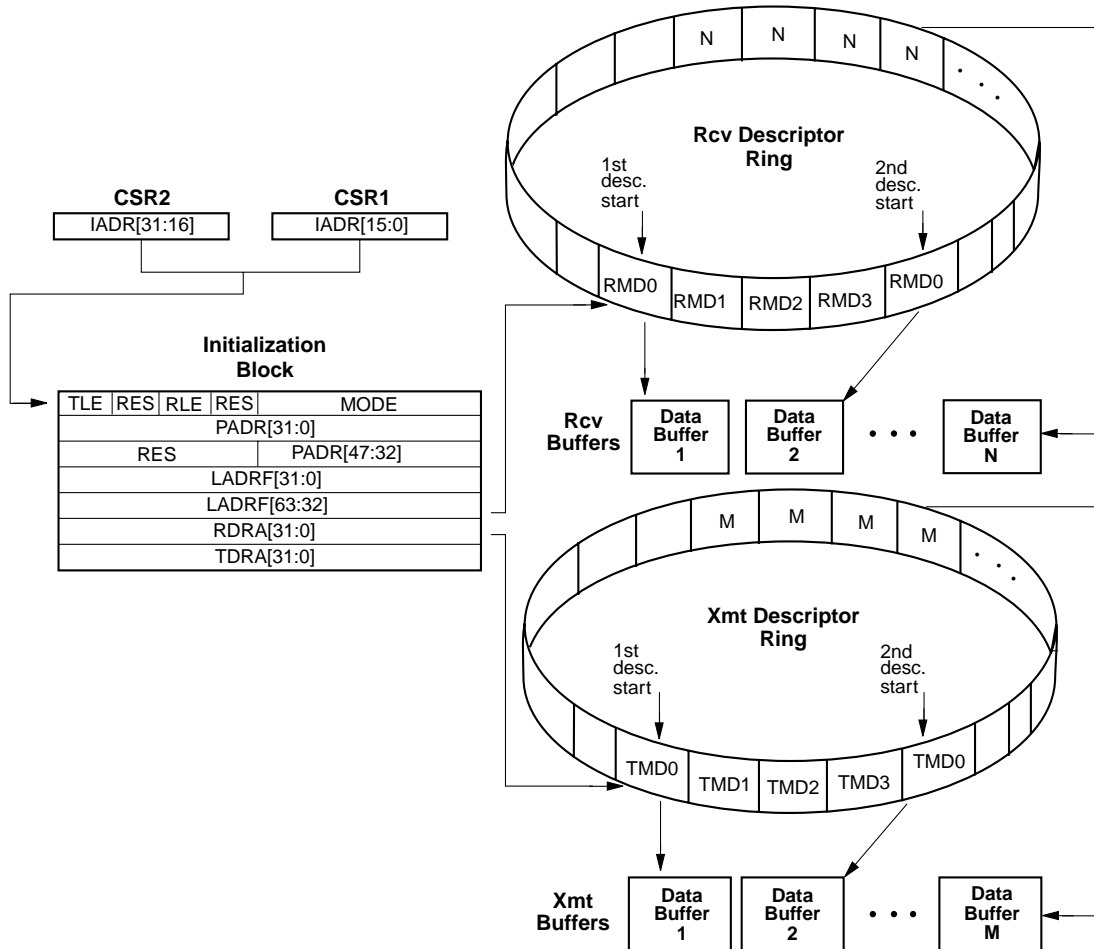 N N N N
Rcv Descriptor
Ring
1st
desc.
start
2nd
desc.
start
CSR2
CSR1
IADR[31:16]
IADR[15:0]
RMD0 RMD1 RMD2 RMD3 RMD0
Initialization
Block
TLE RES RLE RES MODE
PADR[31:0]
RES PADR[47:32]
LADRF[31:0]
LADRF[63:32]
RDRA[31:0]
TDRA[31:0]
Rcv
Buffers
Data
Buffer
1
Data
Buffer
2
• • •
Data
Buffer
N
M M M M
Xmt Descriptor
Ring
1st
desc.
start
2nd
desc.
start
TMD0 TMD1 TMD2 TMD3 TMD0
Xmt
Buffers
Data
Buffer
1
Data
Buffer
2
• • •
Data
Buffer
M